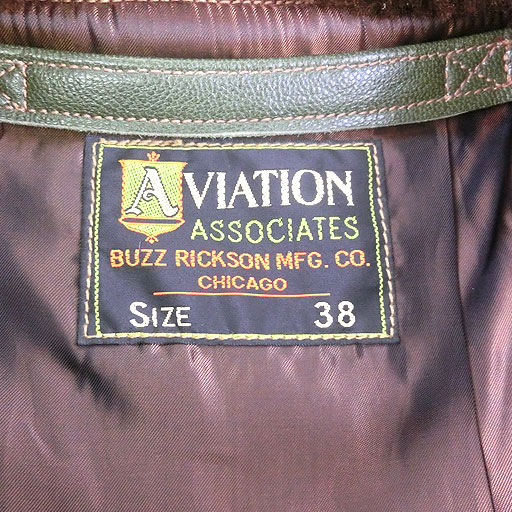 AVIATION
ASSOCIATES
BUZZ RICKSON MFG. CO.
CHICAGO
SIZE 38